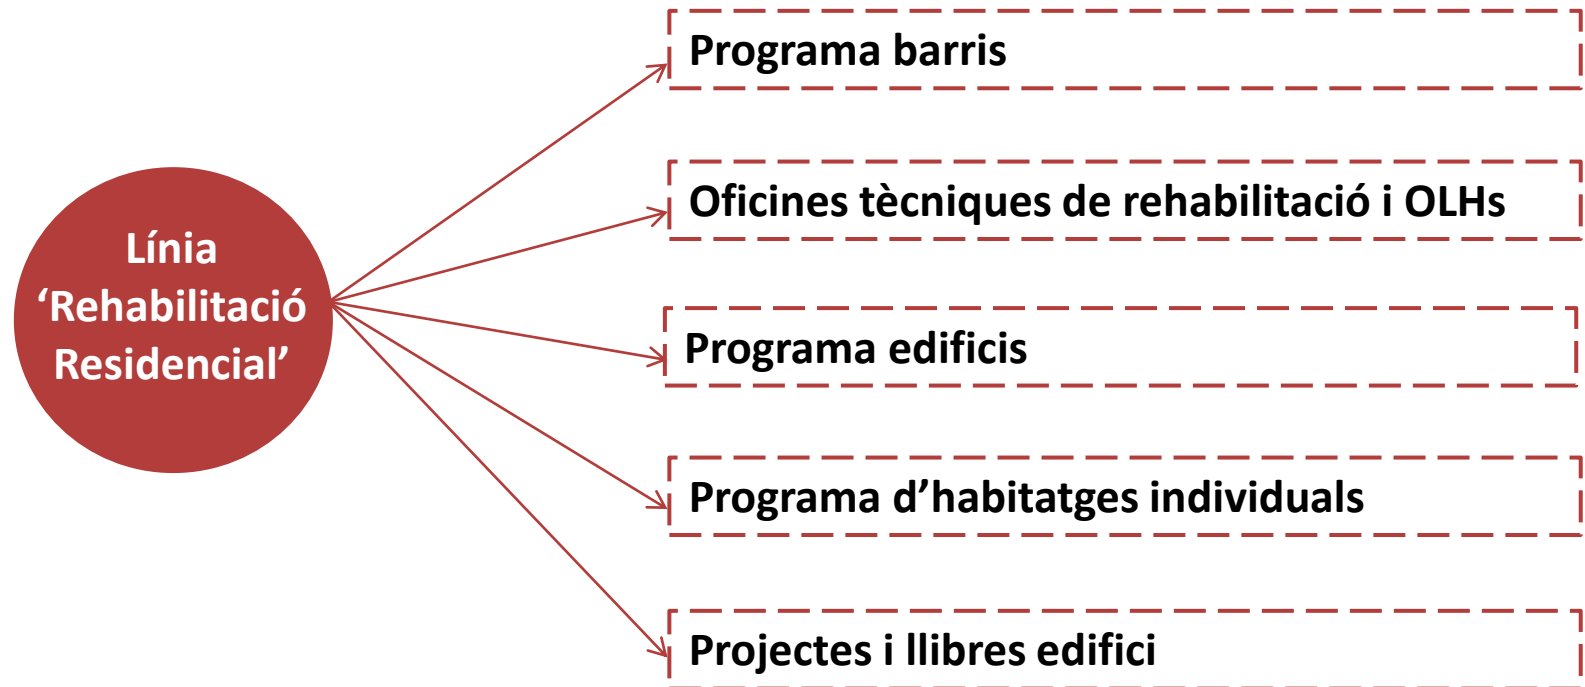 Línia
‘Rehabilitació
Residencial’
Programa barris
Oficines tècniques de rehabilitació i OLHs
Programa edificis
Programa d’habitatges individuals
Projectes i llibres edifici